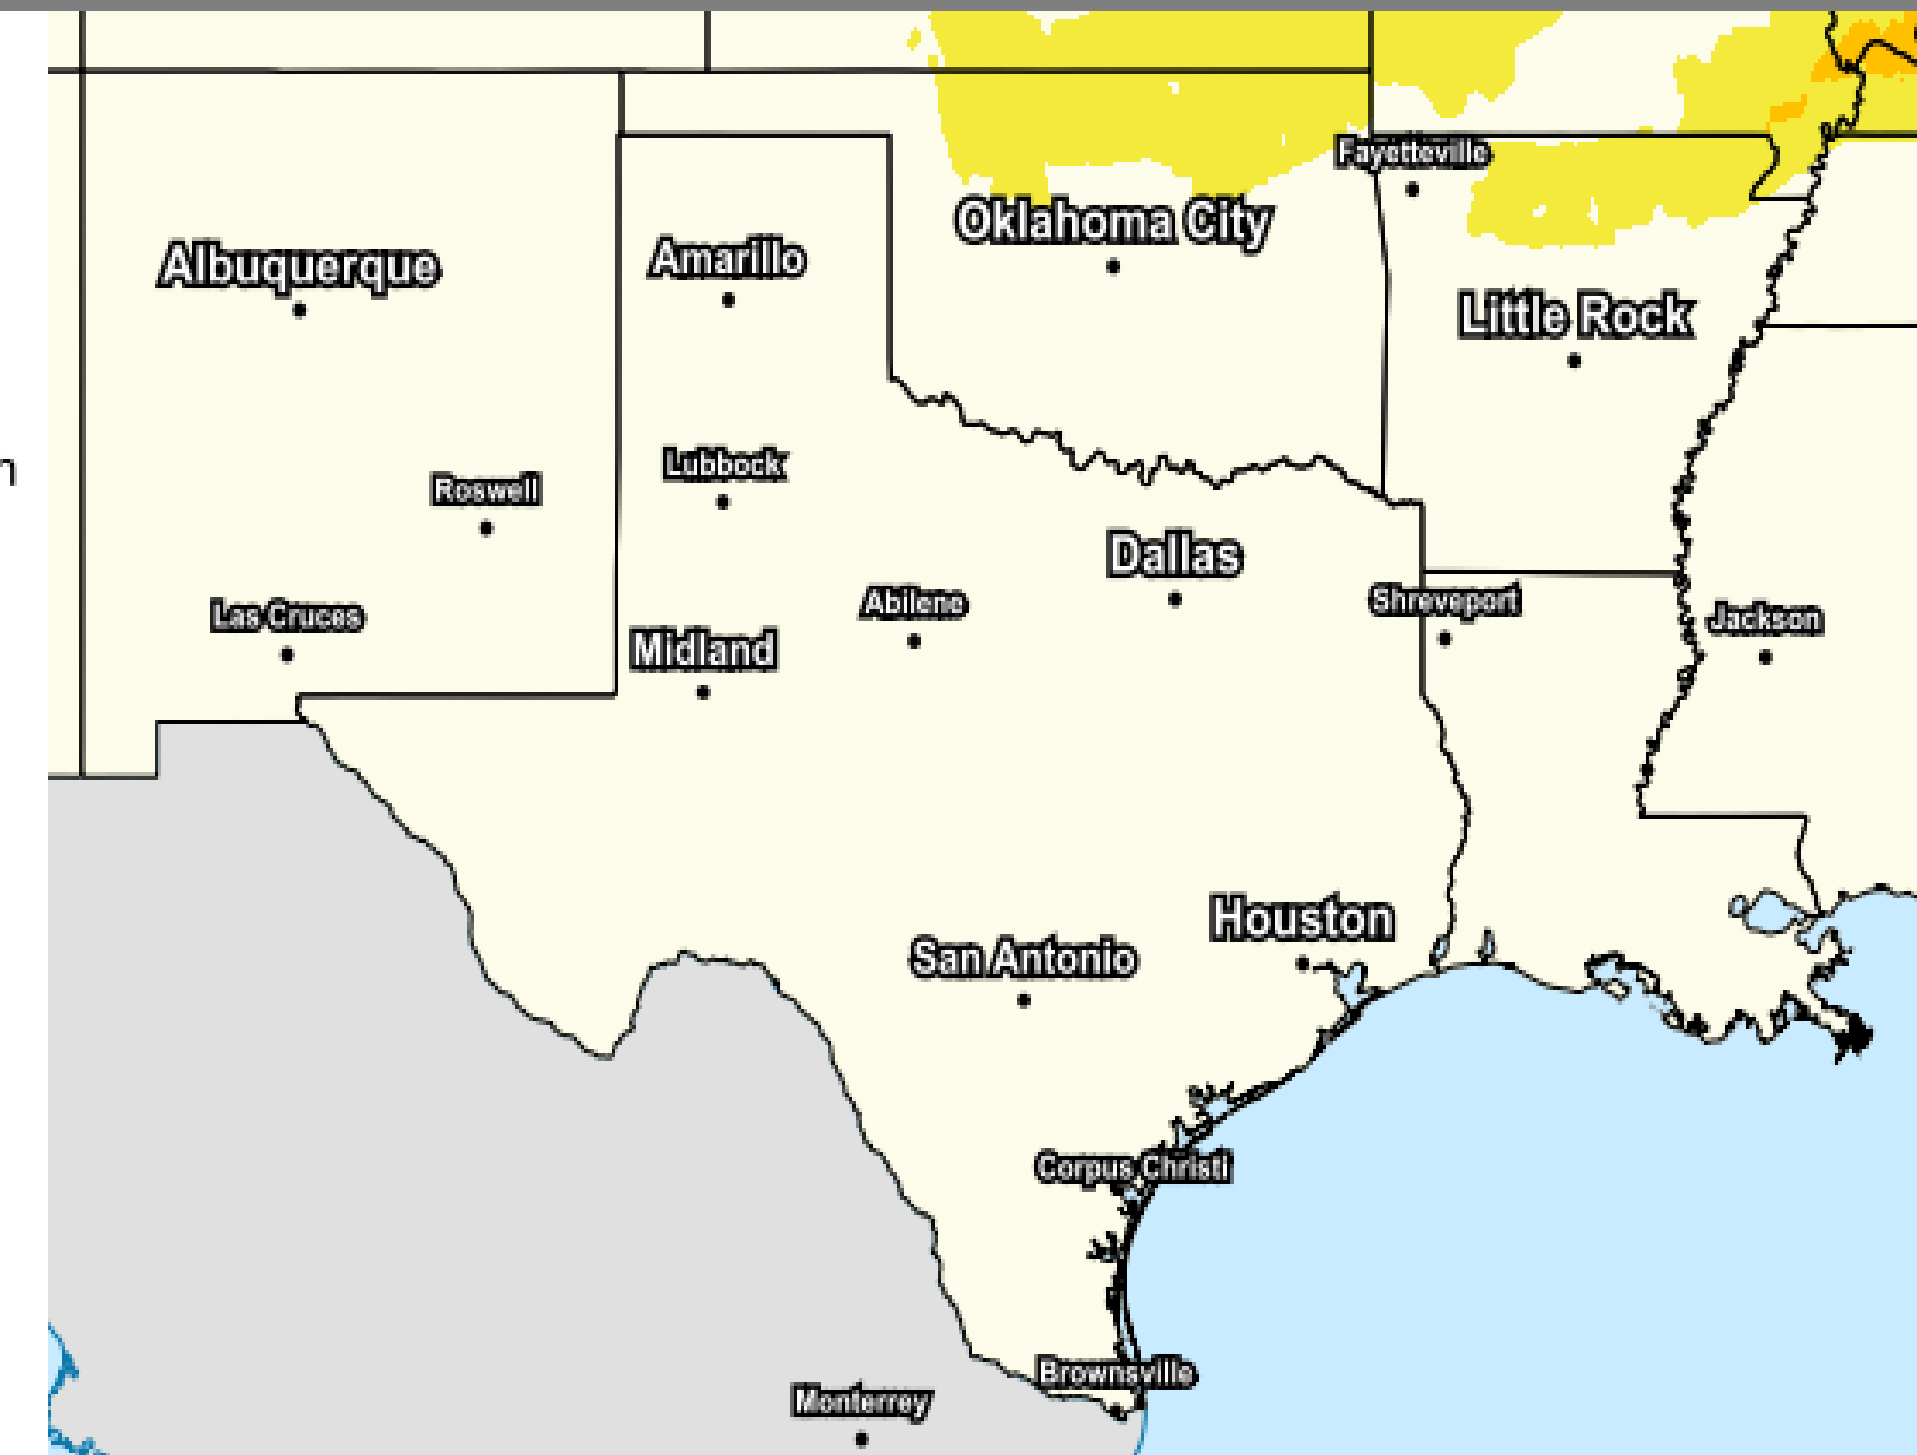 Fayetteville
Oklahoma City
Albuquerque
Amarillo
Little Rock
n
Lubbock
Roswell
Dallas
Abilene
Shreveport
Las Cruces
Jackson
Midland
Houston
San Antonio
Corpus Christi
Brownsville
Monterrey